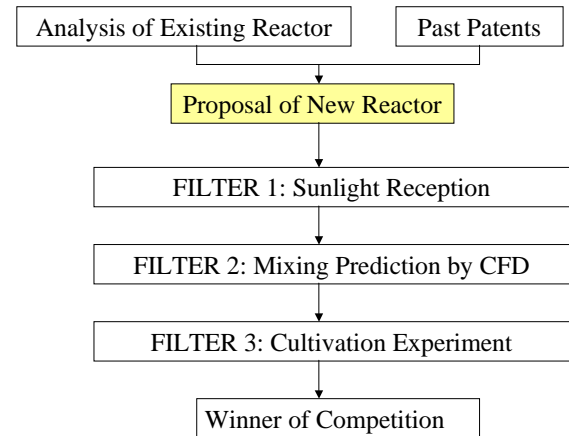 Analysis of Existing Reactor
Past Patents
Proposal of New Reactor
FILTER 1: Sunlight Reception
FILTER 2: Mixing Prediction by CFD
FILTER 3: Cultivation Experiment
Winner of Competition